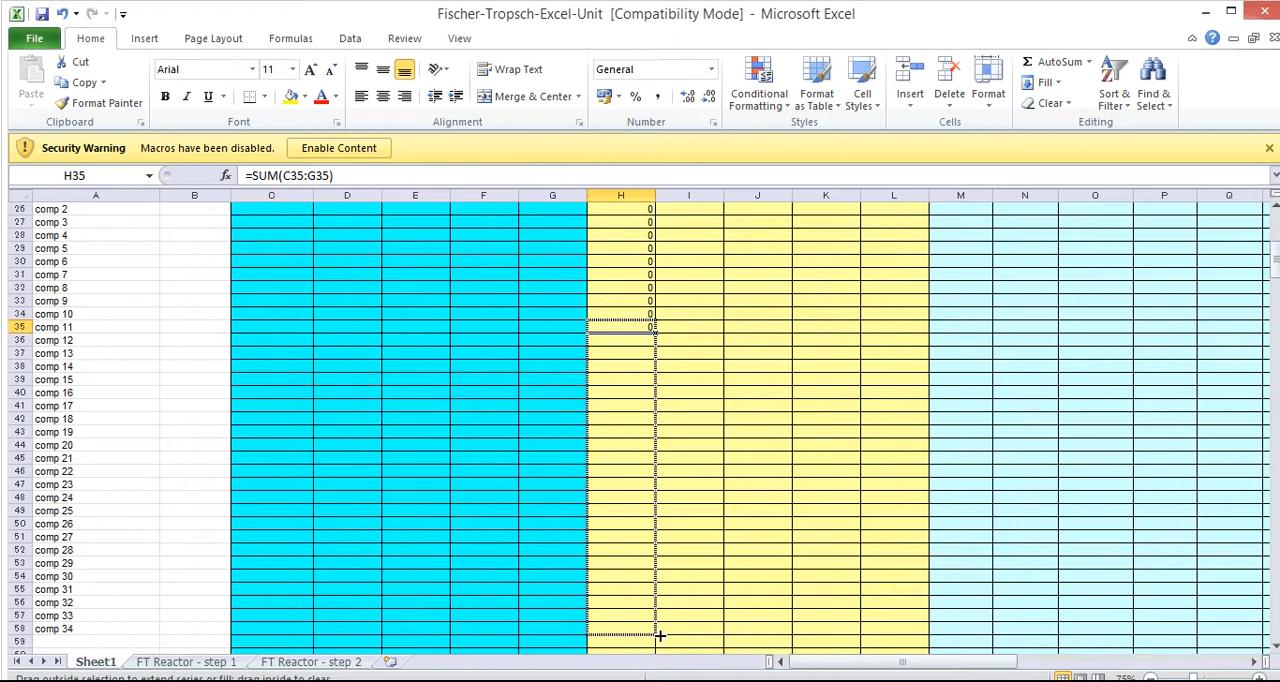 Fischer-Tropsch-Excel-Unit [Compatibility Mode] - Microsoft Excel
File Home Insert Page Layout Formulas Data Review View
Paste Cut Copy Format Painter
Arial 11 B I U A
Wrap Text Merge & Center
General %
Conditional Formatting Format as Table Cell Styles
Insert Delete Format
AutoSum Fill Clear Sort & Filter Find & Select
Clipboard Font Alignment Number Styles Cells Editing
Security Warning Macros have been disabled. Enable Content
H35 fx =SUM(C35:G35)
A B C D E F G H I J K L M N O P Q
26 comp 2 0
27 comp 3 0
28 comp 4 0
29 comp 5 0
30 comp 6 0
31 comp 7 0
32 comp 8 0
33 comp 9 0
34 comp 10 0
35 comp 11 0
36 comp 12
37 comp 13
38 comp 14
39 comp 15
40 comp 16
41 comp 17
42 comp 18
43 comp 19
44 comp 20
45 comp 21
46 comp 22
47 comp 23
48 comp 24
49 comp 25
50 comp 26
51 comp 27
52 comp 28
53 comp 29
54 comp 30
55 comp 31
56 comp 32
57 comp 33
58 comp 34
59
Sheet1 FT Reactor - step 1 FT Reactor - step 2
Drag outside selection to extend series or fill; drag inside to clear 75%